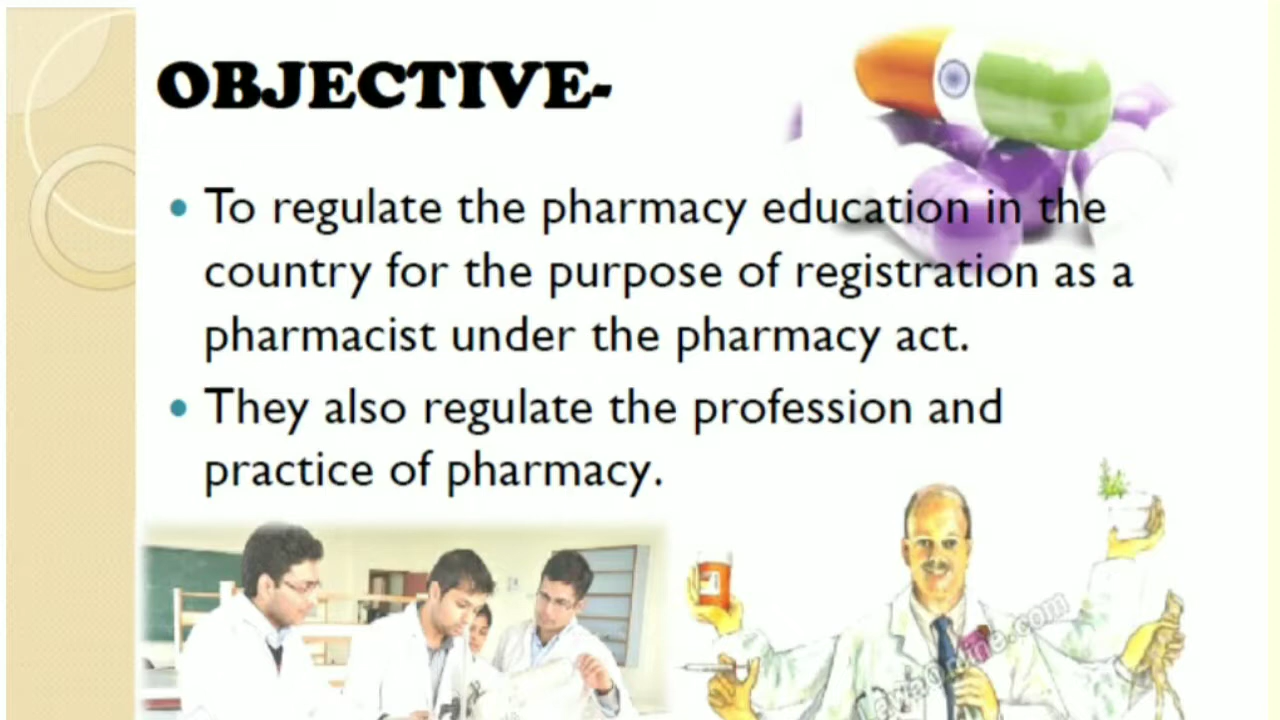 OBJECTIVE-
• To regulate the pharmacy education in the
country for the purpose of registration as a
pharmacist under the pharmacy act.
• They also regulate the profession and
practice of pharmacy.